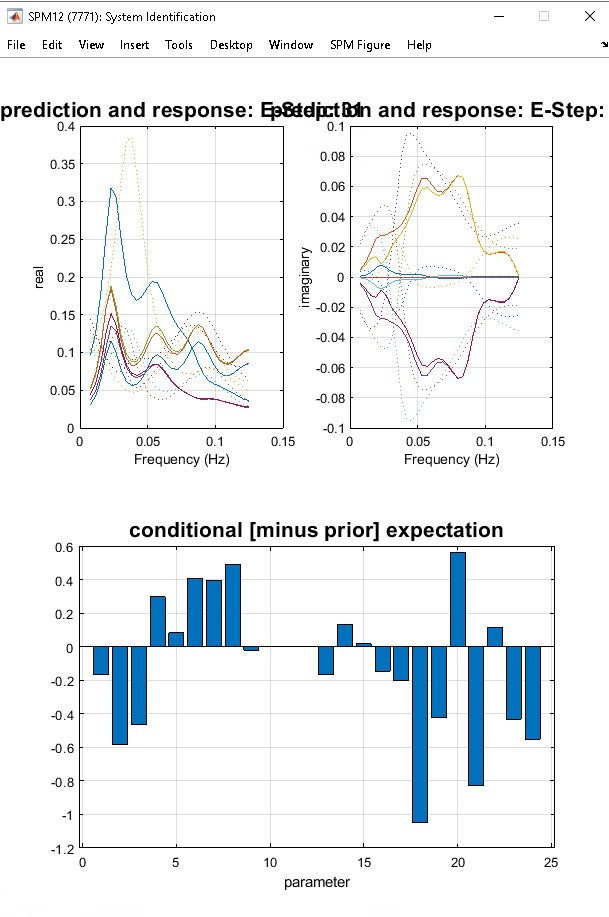 SPM12 (7771): System Identification
File Edit View Insert Tools Desktop Window SPM Figure Help
prediction and response: E-Step: 31
prediction and response: E-Step:
0.4
0.35
0.3
0.25
0.2
0.15
0.1
0.05
0
real
0 0.05 0.1 0.15
Frequency (Hz)
0.1
0.08
0.06
0.04
0.02
0
-0.02
-0.04
-0.06
-0.08
-0.1
imaginary
0 0.05 0.1 0.15
Frequency (Hz)
conditional [minus prior] expectation
0.6
0.4
0.2
0
-0.2
-0.4
-0.6
-0.8
-1
-1.2
0 5 10 15 20 25
parameter